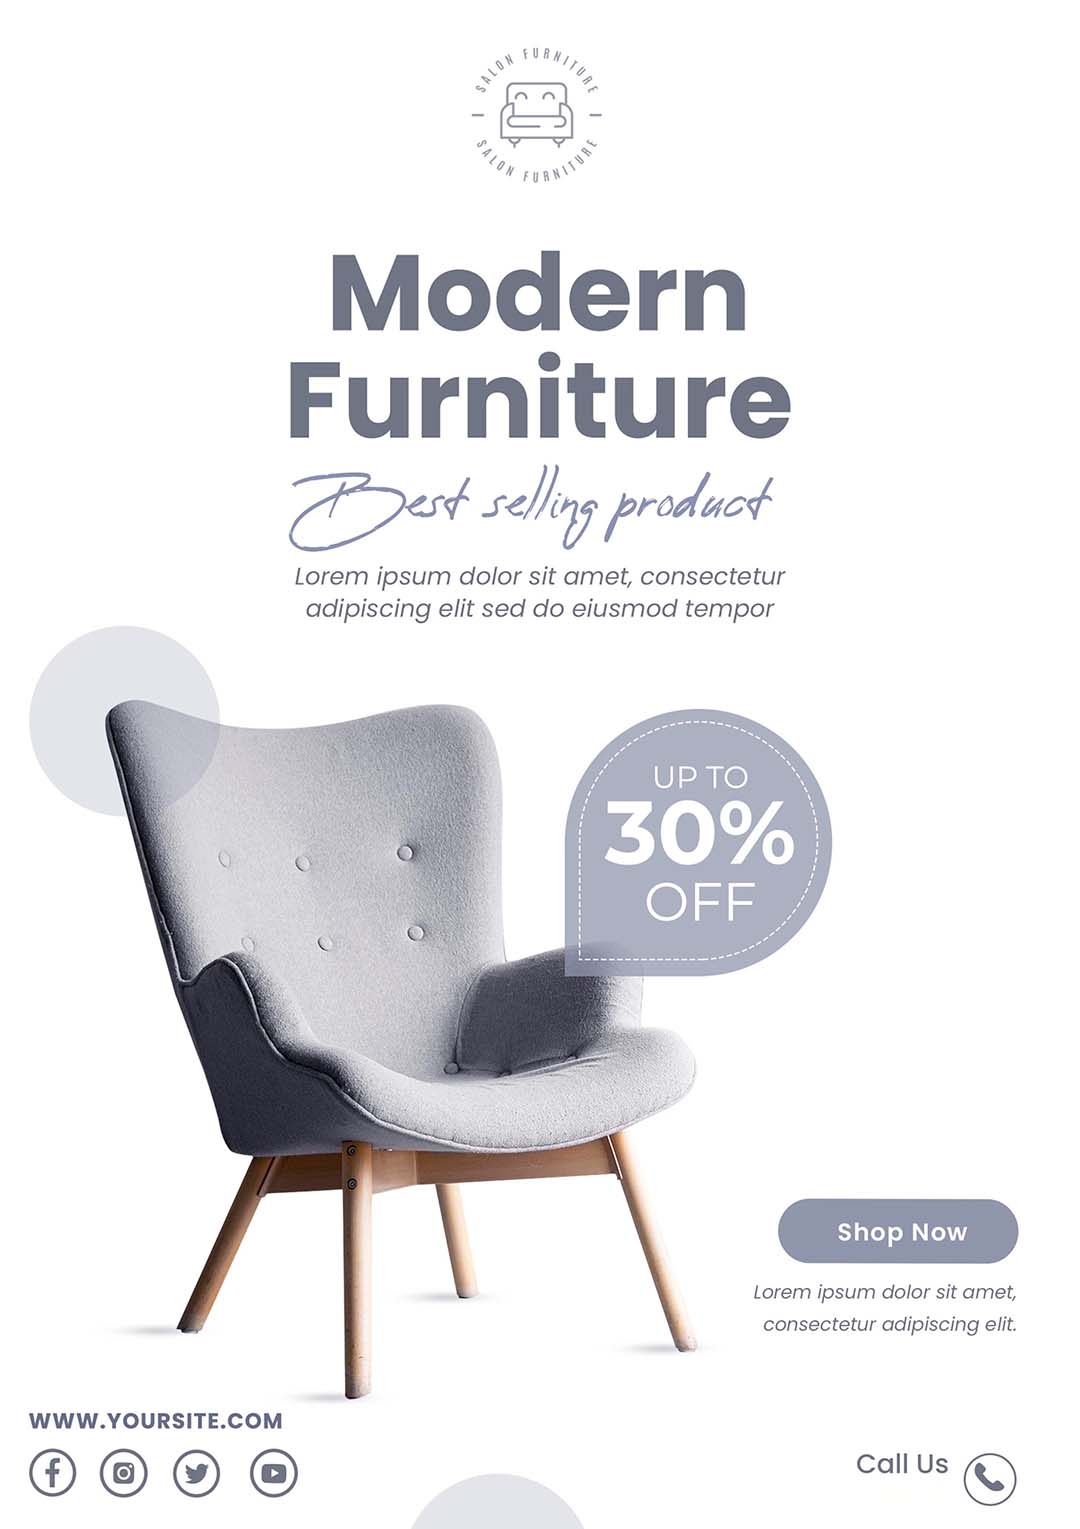 SALON FURNITURE
SALON FURNITURE
Modern
Furniture
Best selling product
Lorem ipsum dolor sit amet, consectetur
adipiscing elit sed do eiusmod tempor
UP TO
30%
OFF
Shop Now
Lorem ipsum dolor sit amet,
consectetur adipiscing elit.
WWW.YOURSITE.COM
Call Us